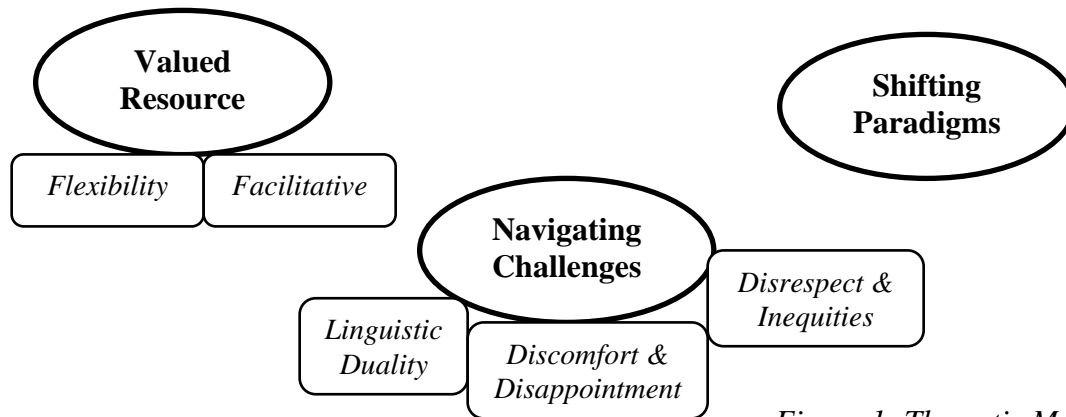 Valued
Resource
Shifting
Paradigms
Flexibility
Facilitative
Navigating
Challenges
Disrespect &
Inequities
Linguistic
Duality
Discomfort &
Disappointment